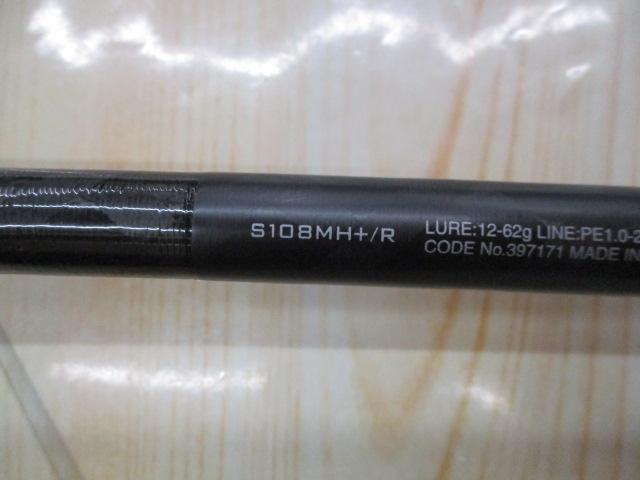 S108MH+/R
LURE:12-62g LINE:PE1.0-2
CODE No.397171 MADE IN